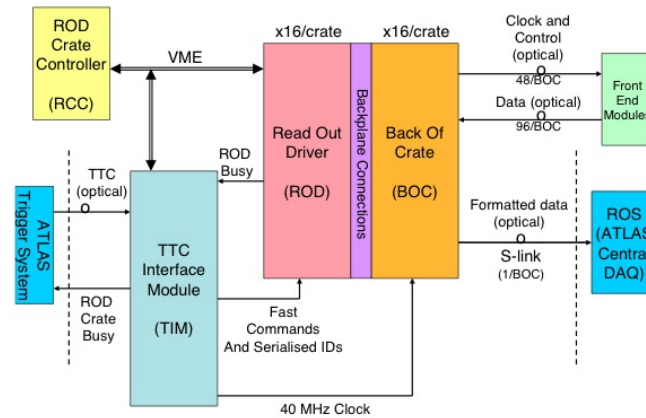 ROD
Crate
Controller
(RCC)
VME
x16/crate
x16/crate
Read Out
Driver
(ROD)
Backplane Connections
Back Of
Crate
(BOC)
Clock and
Control
(optical)
48/BOC
Data (optical)
96/BOC
Front
End
Modules
ROD
Busy
TTC
(optical)
ATLAS
Trigger System
TTC
Interface
Module
(TIM)
ROD
Crate
Busy
Formatted data
(optical)
S-link
(1/BOC)
ROS
(ATLAS
Central
DAQ)
Fast
Commands
And Serialised IDs
40 MHz Clock